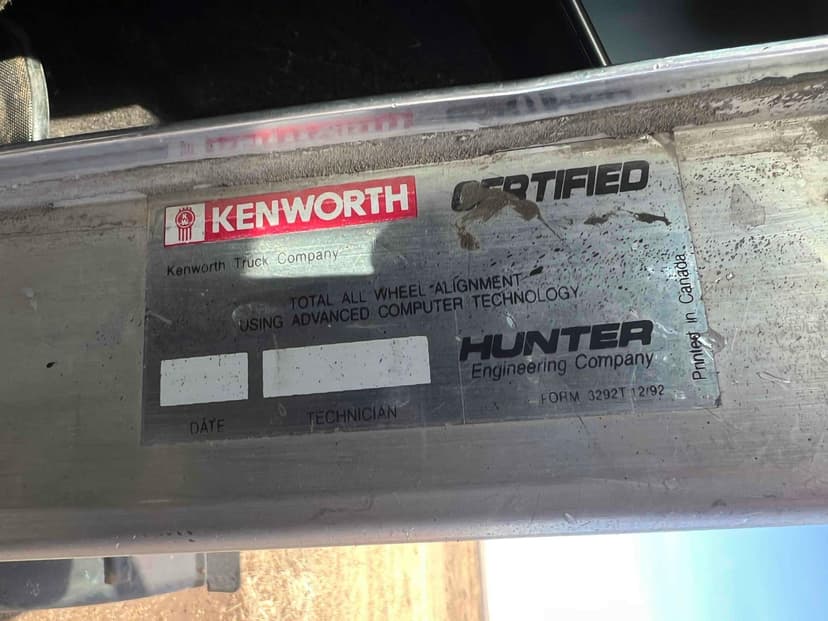 KW KENWORTH
CERTIFIED
Kenworth Truck Company
TOTAL ALL WHEEL ALIGNMENT
USING ADVANCED COMPUTER TECHNOLOGY
HUNTER
Engineering Company
DATE
TECHNICIAN
FORM 3292T 12/92
Printed in Canada